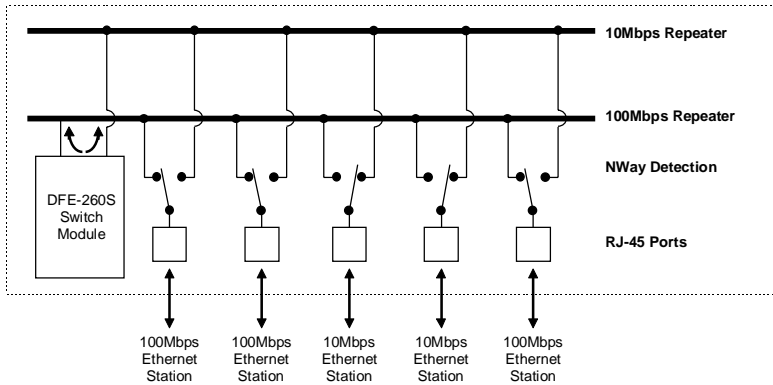 10Mbps Repeater
100Mbps Repeater
NWay Detection
DFE-260S
Switch
Module
RJ-45 Ports
100Mbps
Ethernet
Station
100Mbps
Ethernet
Station
10Mbps
Ethernet
Station
10Mbps
Ethernet
Station
100Mbps
Ethernet
Station